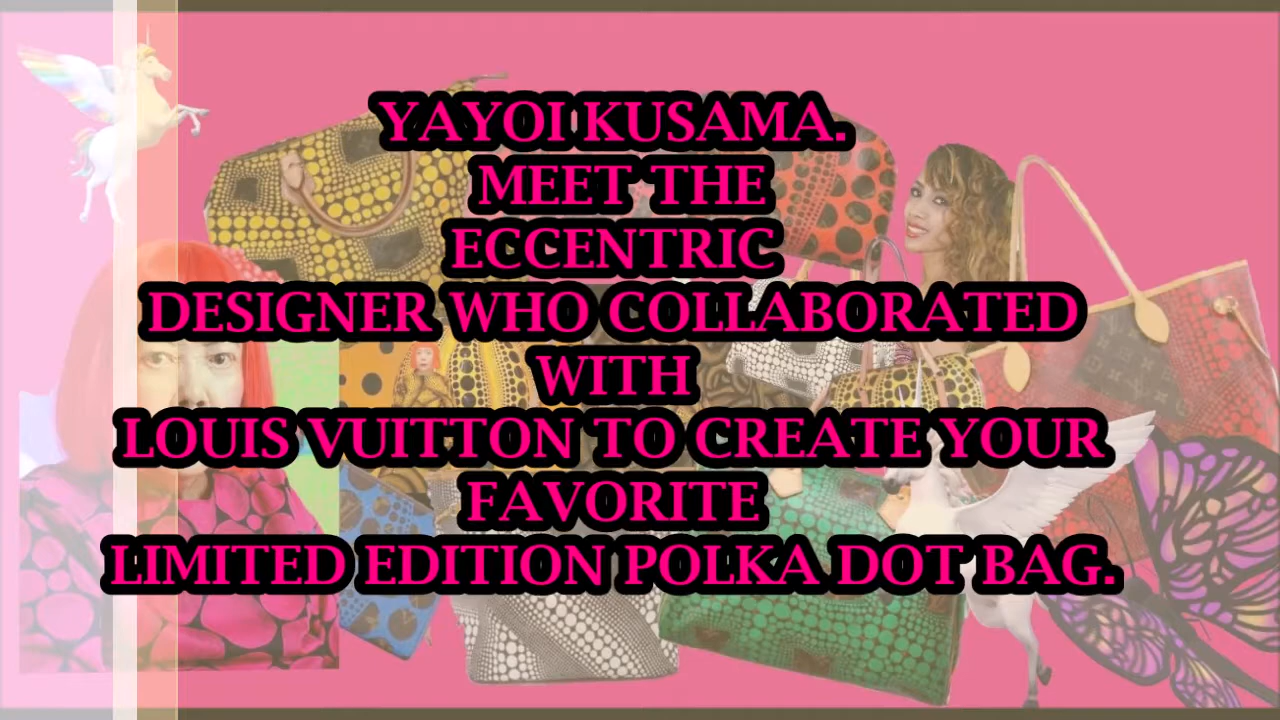 YAYOI KUSAMA.
MEET THE
ECCENTRIC
DESIGNER WHO COLLABORATED
WITH
LOUIS VUITTON TO CREATE YOUR
FAVORITE
LIMITED EDITION POLKA DOT BAG.